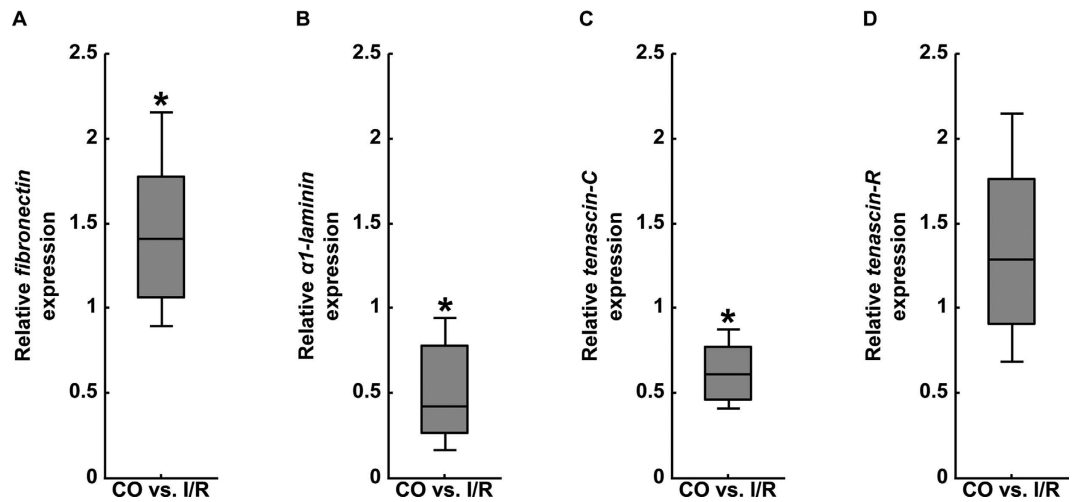 A
Relative fibronectin
expression
2.5
2
1.5
1
0.5
0
*
CO vs. I/R
B
Relative α1-laminin
expression
2.5
2
1.5
1
0.5
0
*
CO vs. I/R
C
Relative tenascin-C
expression
2.5
2
1.5
1
0.5
0
*
CO vs. I/R
D
Relative tenascin-R
expression
2.5
2
1.5
1
0.5
0
CO vs. I/R